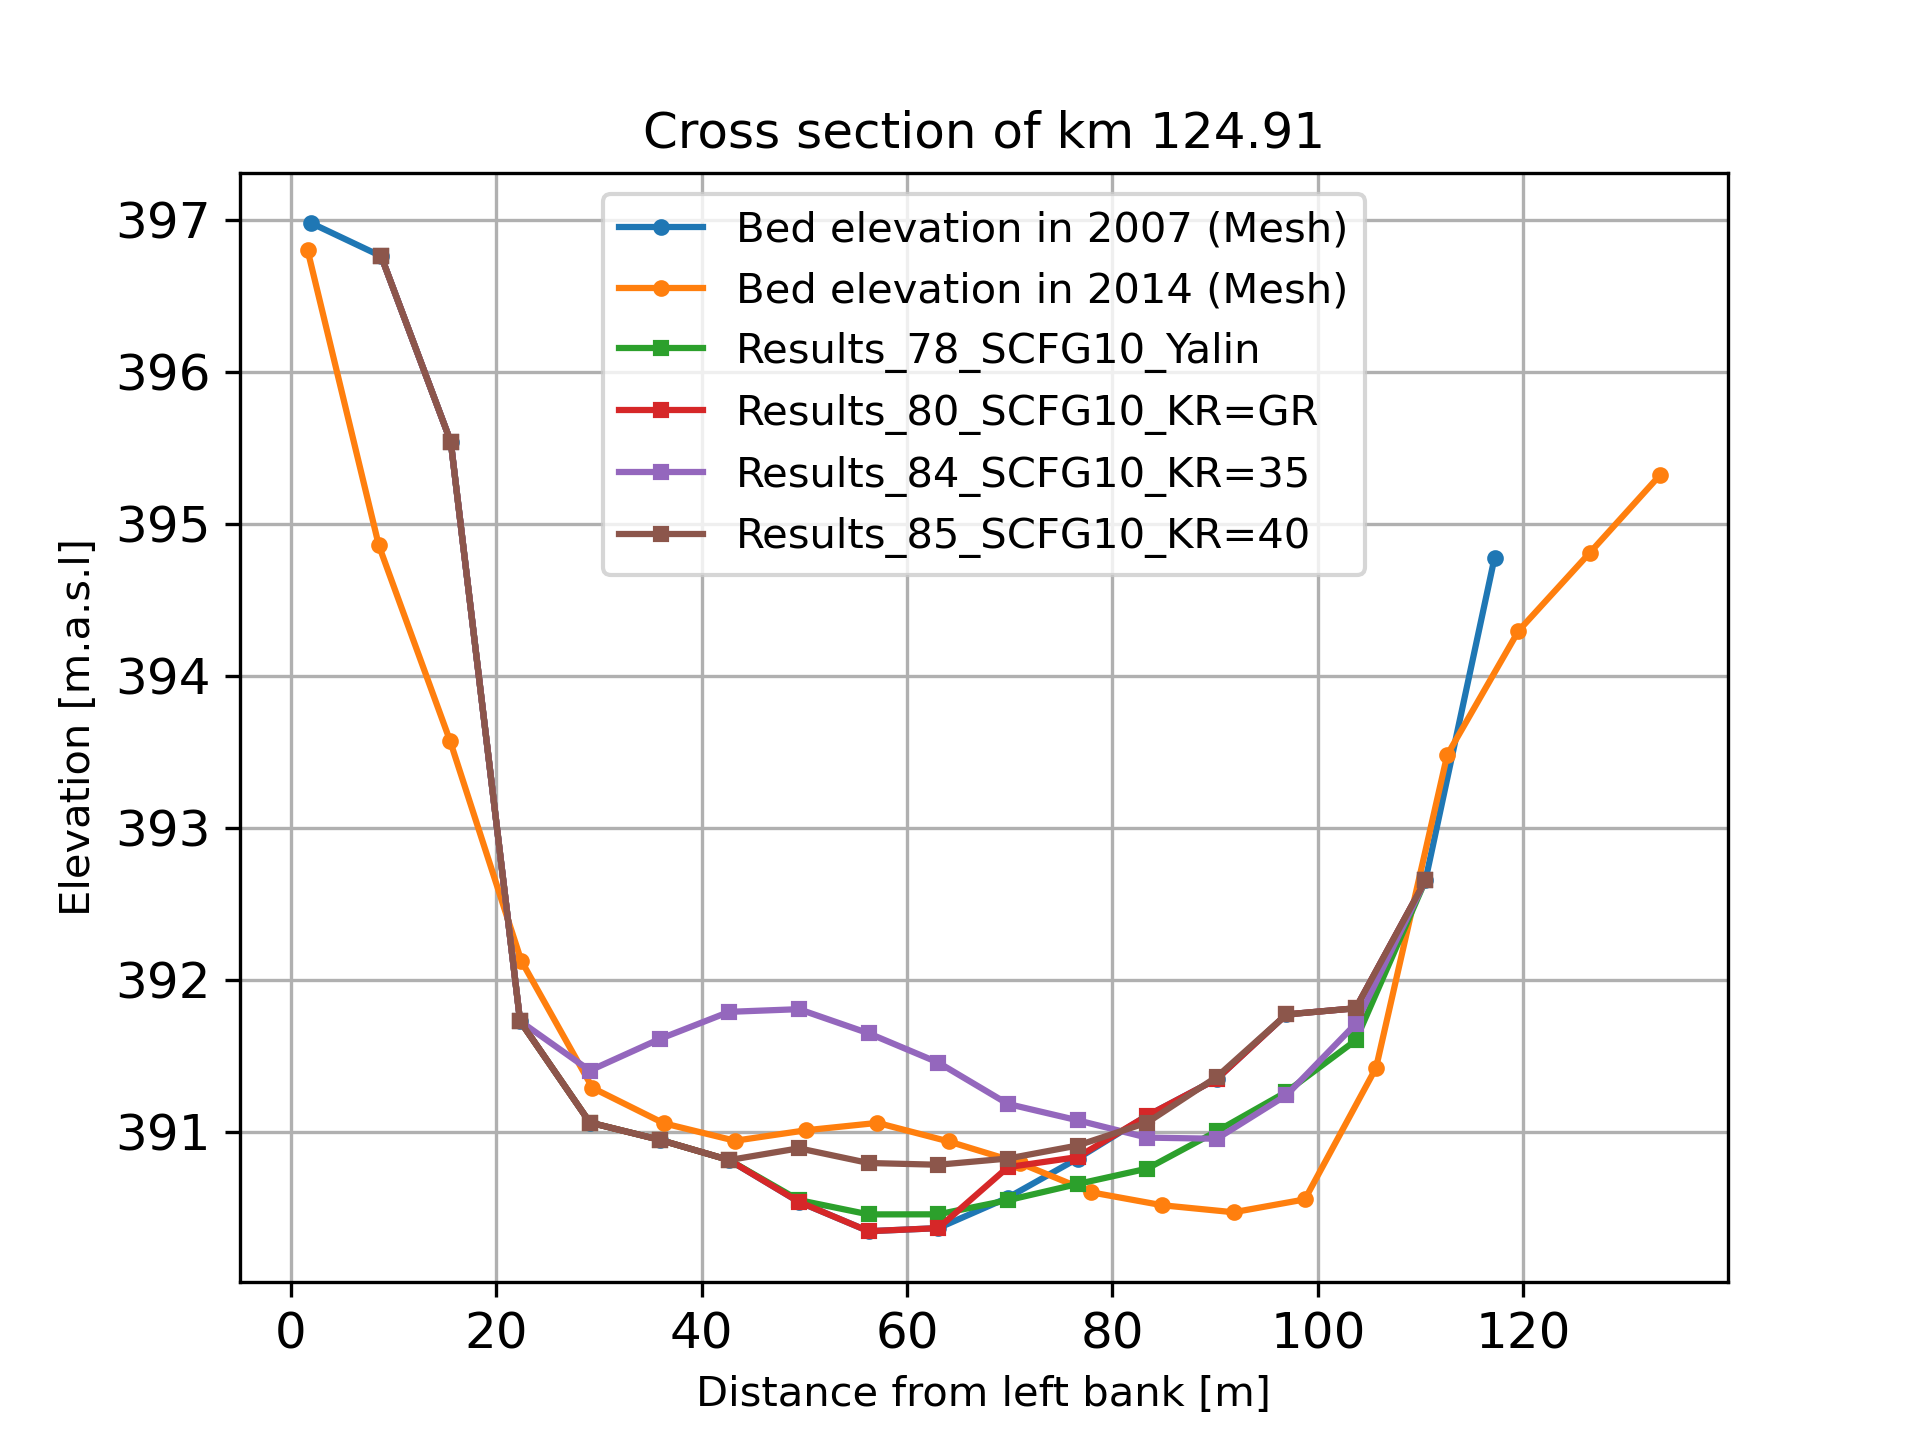 Cross section of km 124.91
Bed elevation in 2007 (Mesh)
Bed elevation in 2014 (Mesh)
Results_78_SCFG10_Yalin
Results_80_SCFG10_KR=GR
Results_84_SCFG10_KR=35
Results_85_SCFG10_KR=40
397
396
395
394
393
392
391
Elevation [m.a.s.l]
0 20 40 60 80 100 120
Distance from left bank [m]